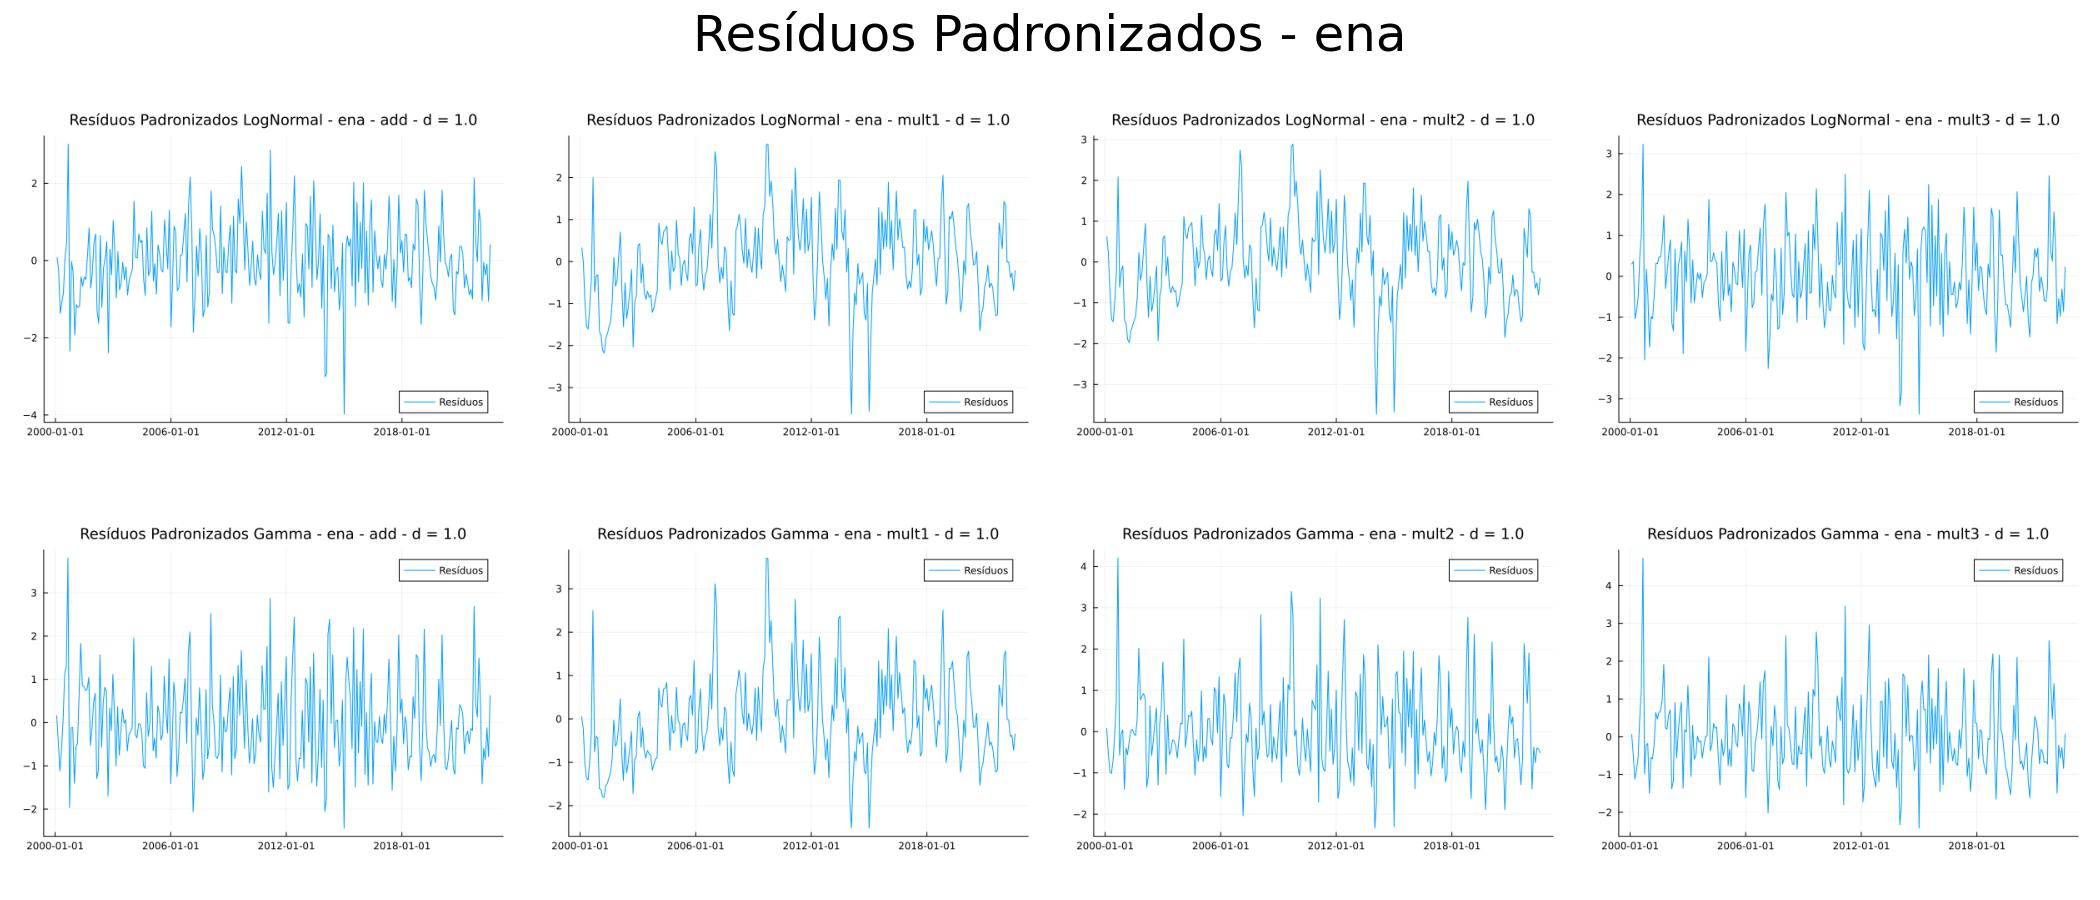 Resíduos Padronizados - ena
Resíduos Padronizados LogNormal - ena - add - d = 1.0
2
0
−2
−4
2000-01-01 2006-01-01 2012-01-01 2018-01-01
Resíduos
Resíduos Padronizados LogNormal - ena - mult1 - d = 1.0
2
1
0
−1
−2
−3
2000-01-01 2006-01-01 2012-01-01 2018-01-01
Resíduos
Resíduos Padronizados LogNormal - ena - mult2 - d = 1.0
3
2
1
0
−1
−2
−3
2000-01-01 2006-01-01 2012-01-01 2018-01-01
Resíduos
Resíduos Padronizados LogNormal - ena - mult3 - d = 1.0
3
2
1
0
−1
−2
−3
2000-01-01 2006-01-01 2012-01-01 2018-01-01
Resíduos
Resíduos Padronizados Gamma - ena - add - d = 1.0
Resíduos
3
2
1
0
−1
−2
2000-01-01 2006-01-01 2012-01-01 2018-01-01
Resíduos Padronizados Gamma - ena - mult1 - d = 1.0
Resíduos
3
2
1
0
−1
−2
2000-01-01 2006-01-01 2012-01-01 2018-01-01
Resíduos Padronizados Gamma - ena - mult2 - d = 1.0
Resíduos
4
3
2
1
0
−1
−2
2000-01-01 2006-01-01 2012-01-01 2018-01-01
Resíduos Padronizados Gamma - ena - mult3 - d = 1.0
Resíduos
4
3
2
1
0
−1
−2
2000-01-01 2006-01-01 2012-01-01 2018-01-01